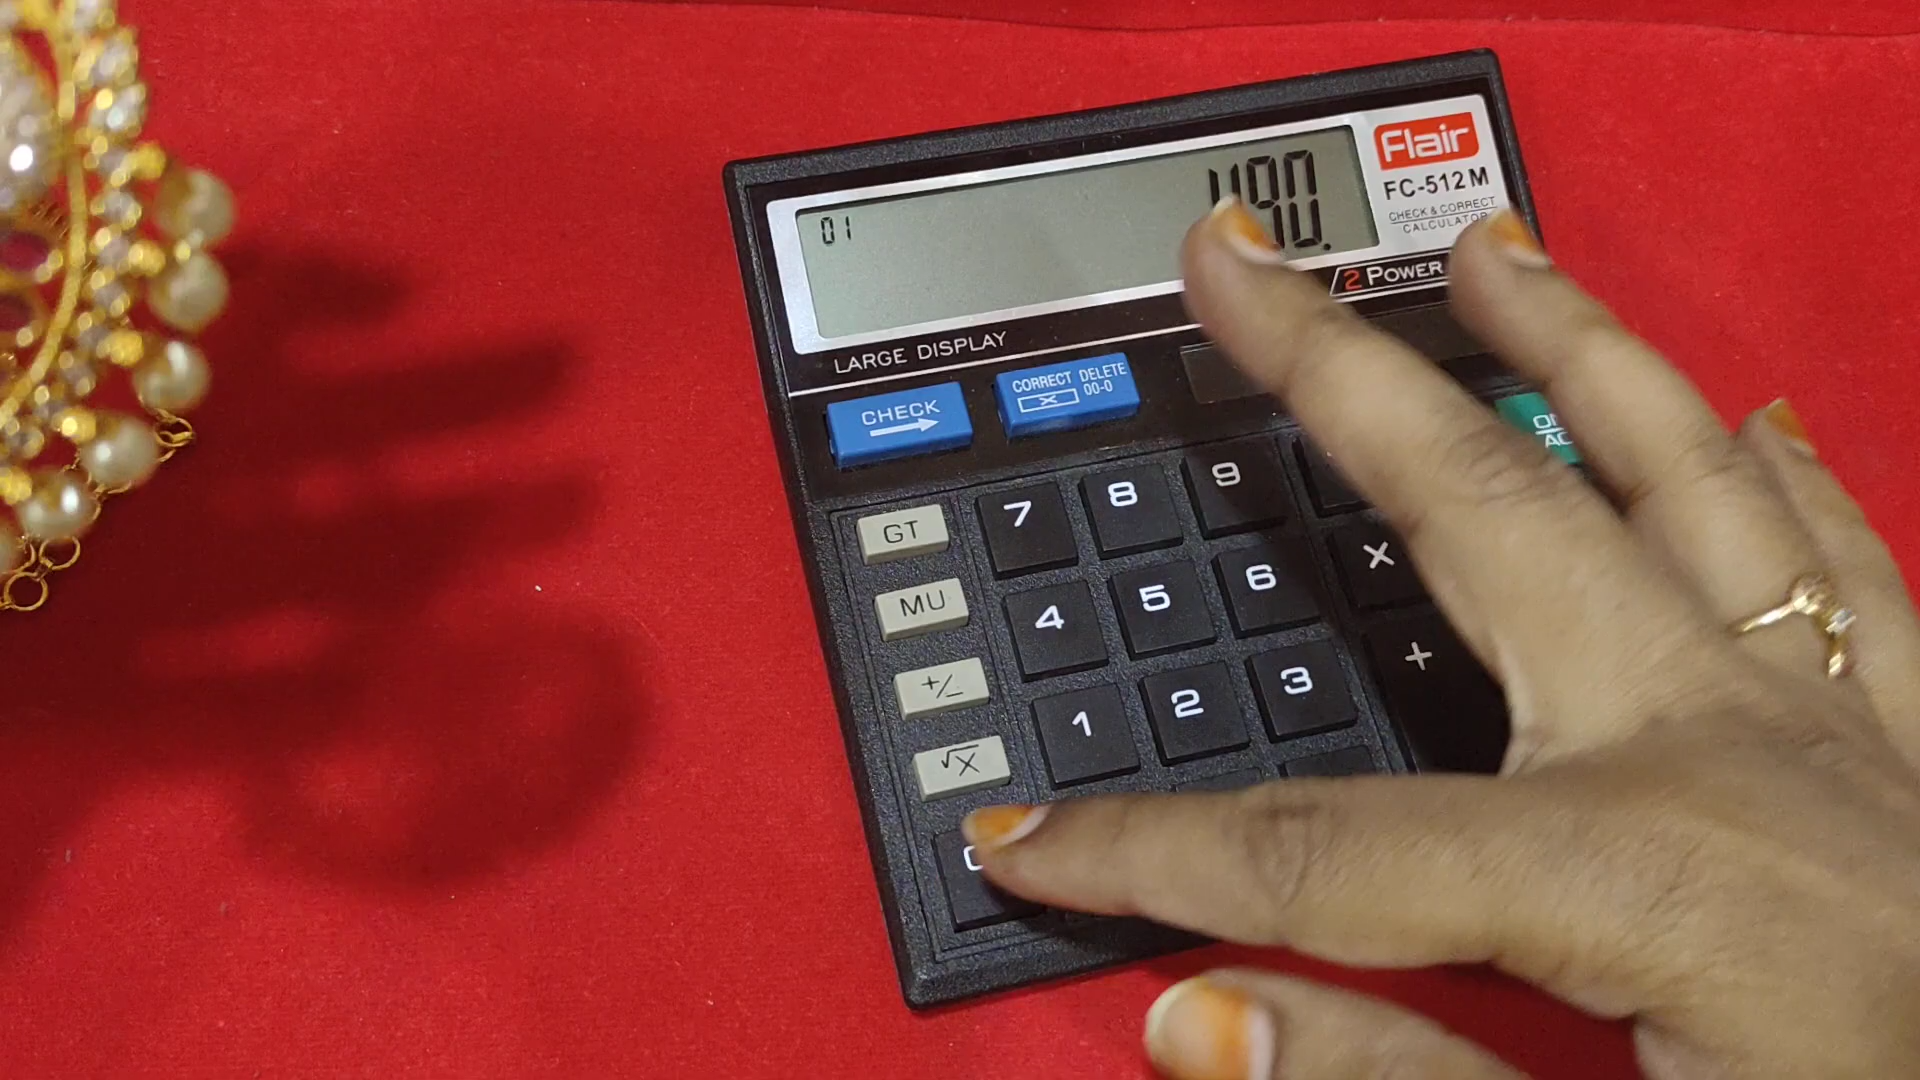 Flair
FC-512M
CHECK & CORRECT
CALCULATOR
01
490.
2 POWER
LARGE DISPLAY
CHECK
CORRECT DELETE
00-0
GT
7
8
9
MU
4
5
6
×
+/-
1
2
3
+
√X